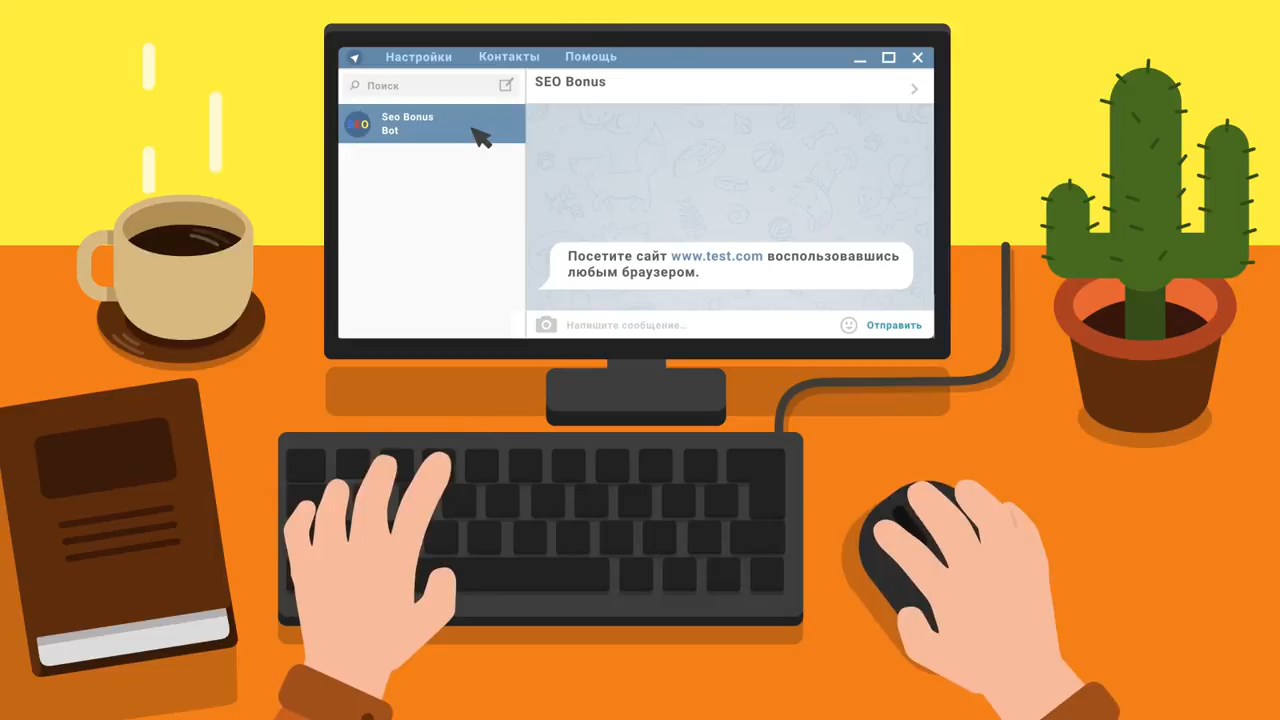 Настройки Контакты Помощь
Поиск
SEO Bonus
SEO
Seo Bonus
Bot
Посетите сайт www.test.com воспользовавшись
любым браузером.
Напишите сообщение...
Отправить